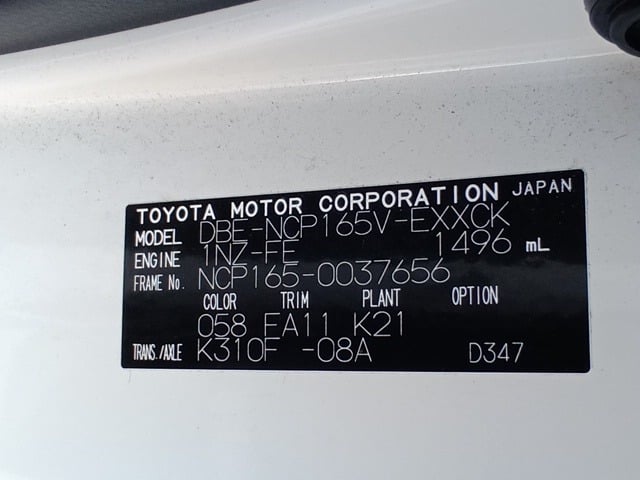 TOYOTA MOTOR CORPORATION JAPAN
MODEL DBE-NCP165V-EXXCK
ENGINE 1NZ-FE 1496 mL
FRAME No. NCP165-0037656
COLOR TRIM PLANT OPTION
058 FA11 K21
TRANS./AXLE K310F -08A D347